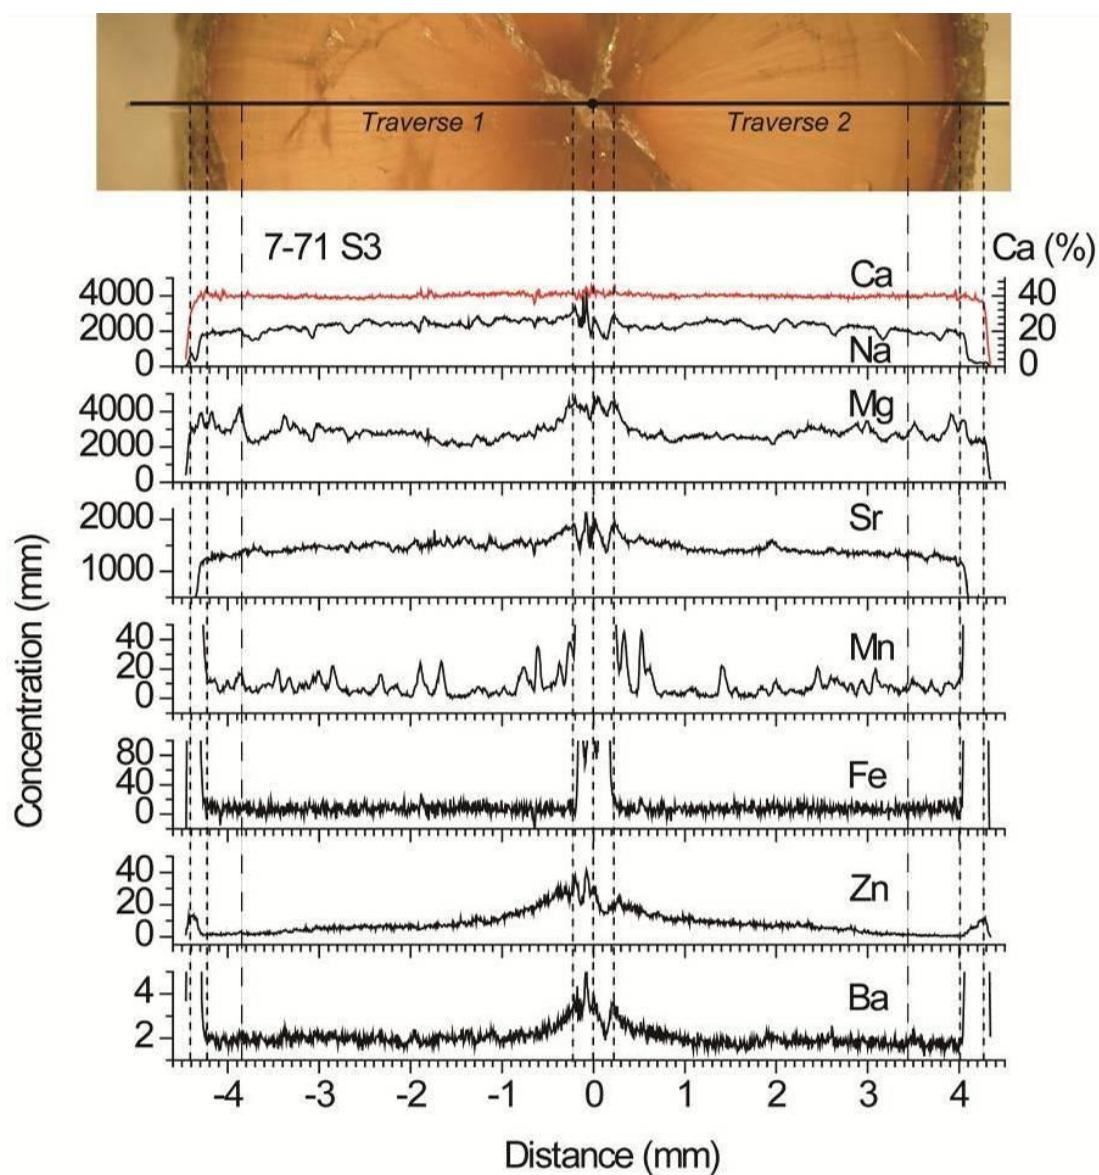 Traverse 1 Traverse 2
7-71 S3 Ca (%)
4000 Ca 40
2000 20
0 Na 0
4000 Mg
2000
0
2000 Sr
1000
40 Mn
20
0
80 Fe
40
0
40 Zn
20
0
4 Ba
2
-4 -3 -2 -1 0 1 2 3 4
Distance (mm)
Concentration (mm)